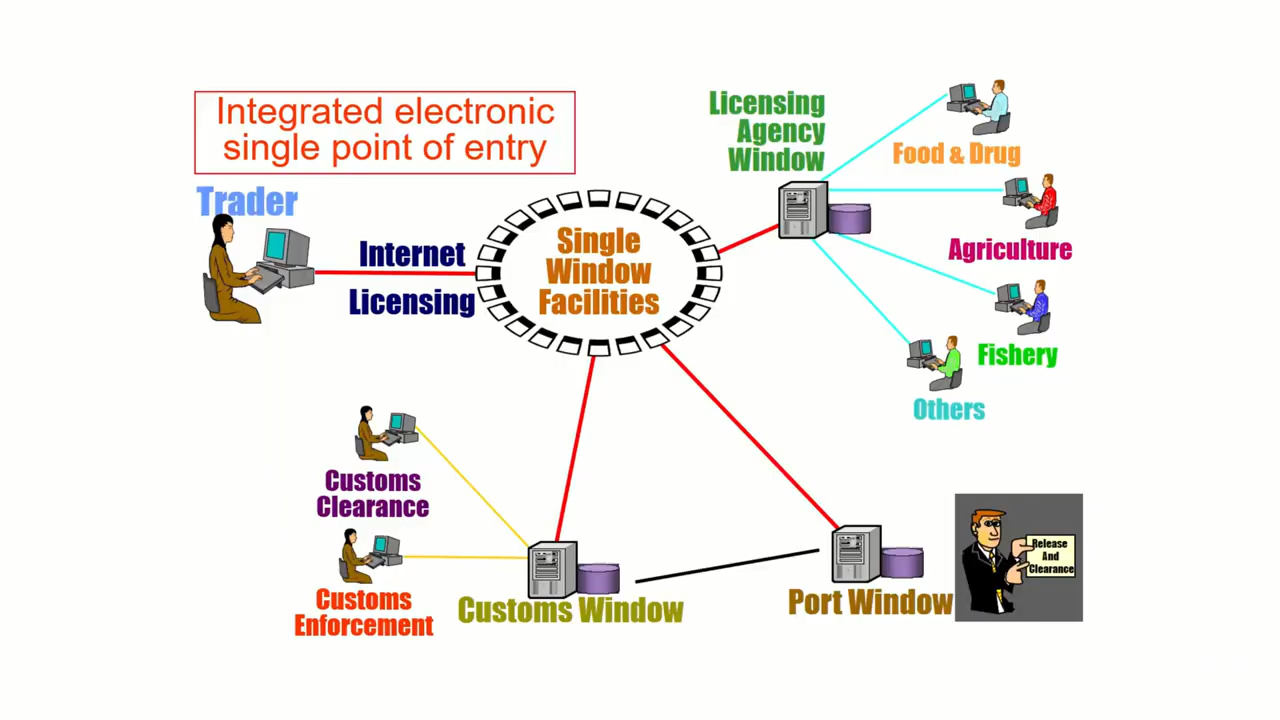 Integrated electronic
single point of entry
Trader
Internet
Licensing
Single
Window
Facilities
Licensing
Agency
Window
Food & Drug
Agriculture
Fishery
Others
Customs
Clearance
Customs
Enforcement
Customs Window
Port Window
Release
And
Clearance